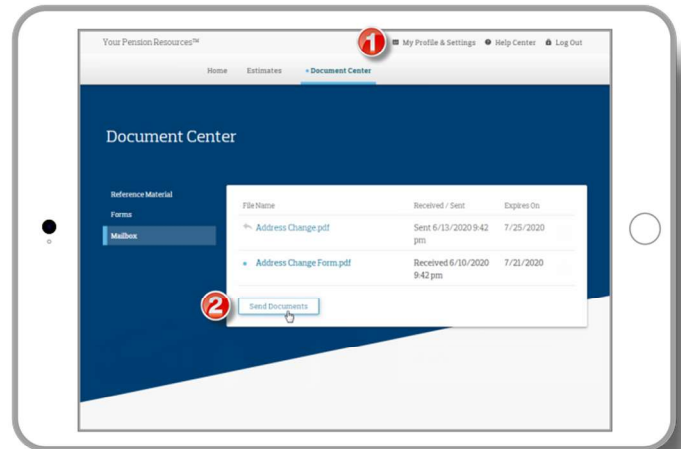 Your Pension Resources™
1
My Profile & Settings
Help Center
Log Out
Home
Estimates
Document Center
Document Center
Reference Material
Forms
Mailbox
File Name
Received / Sent
Expires On
Address Change.pdf
Sent 6/13/2020 9:42
pm
7/25/2020
Address Change Form.pdf
Received 6/10/2020
9:42 pm
7/21/2020
2
Send Documents